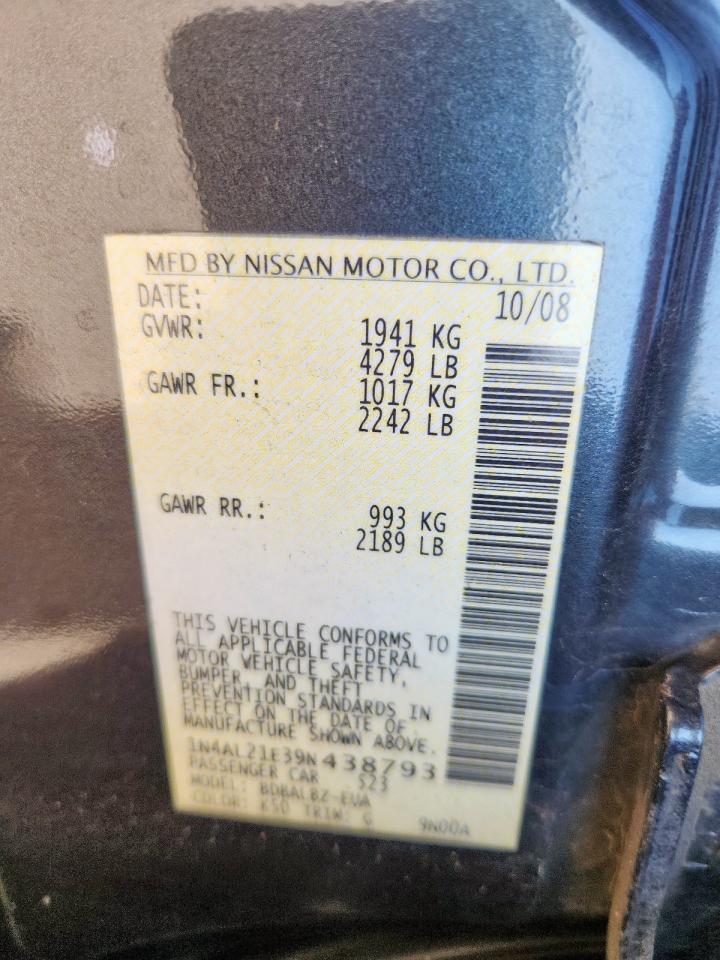 MFD BY NISSAN MOTOR CO., LTD.
DATE: 10/08
GVWR: 1941 KG
4279 LB
GAWR FR.: 1017 KG
2242 LB
GAWR RR.: 993 KG
2189 LB
THIS VEHICLE CONFORMS TO
ALL APPLICABLE FEDERAL
MOTOR VEHICLE SAFETY,
BUMPER, AND THEFT
PREVENTION STANDARDS IN
EFFECT ON THE DATE OF
MANUFACTURE SHOWN ABOVE.
1N4AL21E39N438793
PASSENGER CAR 523
MODEL: BDBALBZ-EUA
COLOR: K50 TRIM: G 9N00A